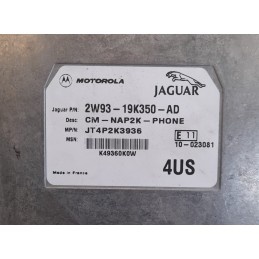 MOTOROLA
JAGUAR
Jaguar P/N: 2W93-19K350-AD
Desc: CM-NAP2K-PHONE
MP/N JT4P2K3936
MSN:
E 11
K49360K0W
10-023081
Made in France
4US